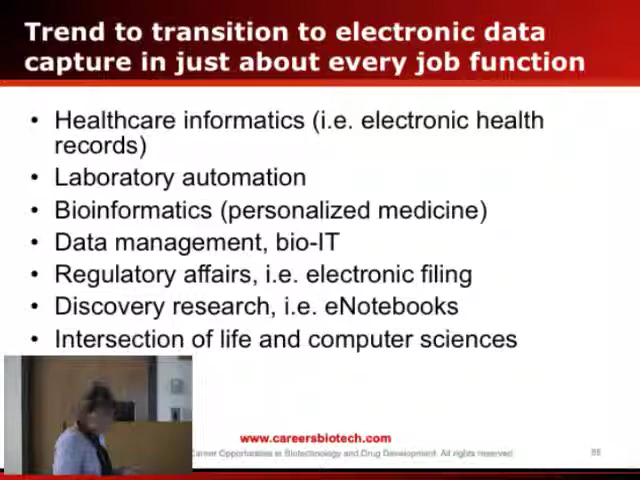 Trend to transition to electronic data
capture in just about every job function
• Healthcare informatics (i.e. electronic health
records)
• Laboratory automation
• Bioinformatics (personalized medicine)
• Data management, bio-IT
• Regulatory affairs, i.e. electronic filing
• Discovery research, i.e. eNotebooks
• Intersection of life and computer sciences
www.careersbiotech.com
Career Opportunities in Biotechnology and Drug Development. All rights reserved